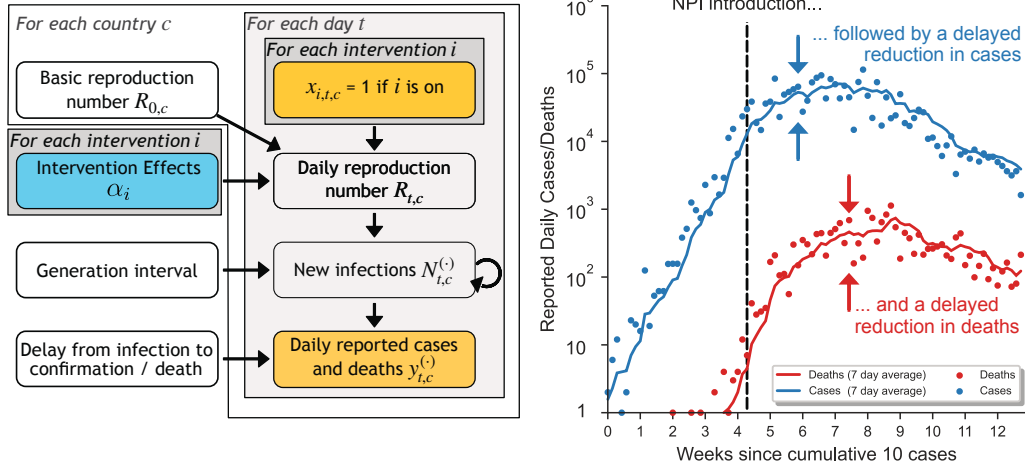 For each country c
For each day t
For each intervention i
x_{i,t,c} = 1 if i is on
Basic reproduction
number R_{0,c}
For each intervention i
Intervention Effects
α_i
Daily reproduction
number R_{t,c}
Generation interval
New infections N_{t,c}^{(·)}
Delay from infection to
confirmation / death
Daily reported cases
and deaths y_{t,c}^{(·)}
NPI introduction...
... followed by a delayed
reduction in cases
... and a delayed
reduction in deaths
Reported Daily Cases/Deaths
10^6
10^5
10^4
10^3
10^2
10
1
Deaths (7 day average)
Deaths
Cases (7 day average)
Cases
0 1 2 3 4 5 6 7 8 9 10 11 12
Weeks since cumulative 10 cases